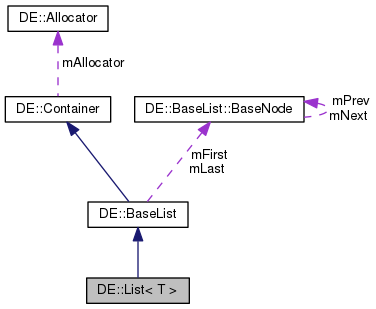 DE::Allocator
mAllocator
DE::Container
DE::BaseList::BaseNode
mPrev
mNext
mFirst
mLast
DE::BaseList
DE::List< T >